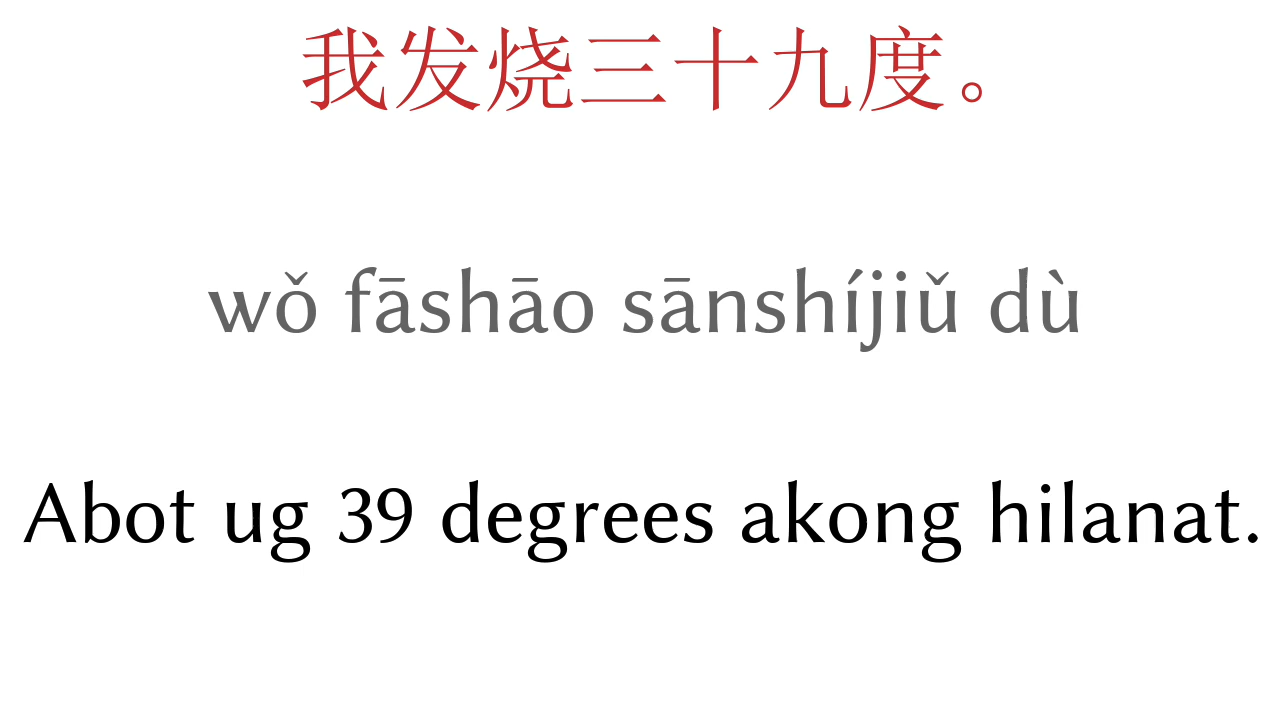 我发烧三十九度。
wǒ fāshāo sānshíjiǔ dù
Abot ug 39 degrees akong hilanat.